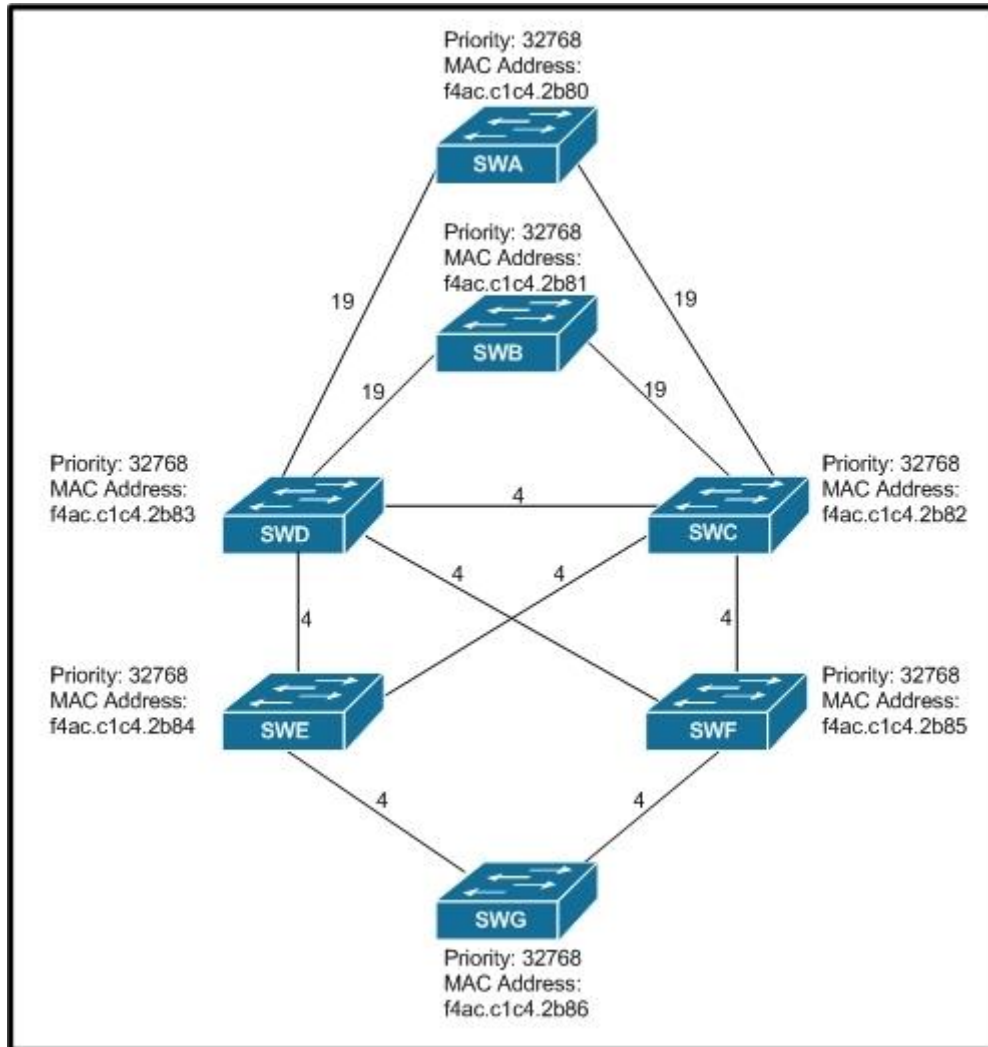 Priority: 32768
MAC Address:
f4ac.c1c4.2b80
SWA
Priority: 32768
MAC Address:
f4ac.c1c4.2b81
19
19
SWB
19
19
Priority: 32768
MAC Address:
f4ac.c1c4.2b83
Priority: 32768
MAC Address:
f4ac.c1c4.2b82
4
SWD
SWC
4
4
4
4
Priority: 32768
MAC Address:
f4ac.c1c4.2b84
Priority: 32768
MAC Address:
f4ac.c1c4.2b85
SWE
SWF
4
4
SWG
Priority: 32768
MAC Address:
f4ac.c1c4.2b86